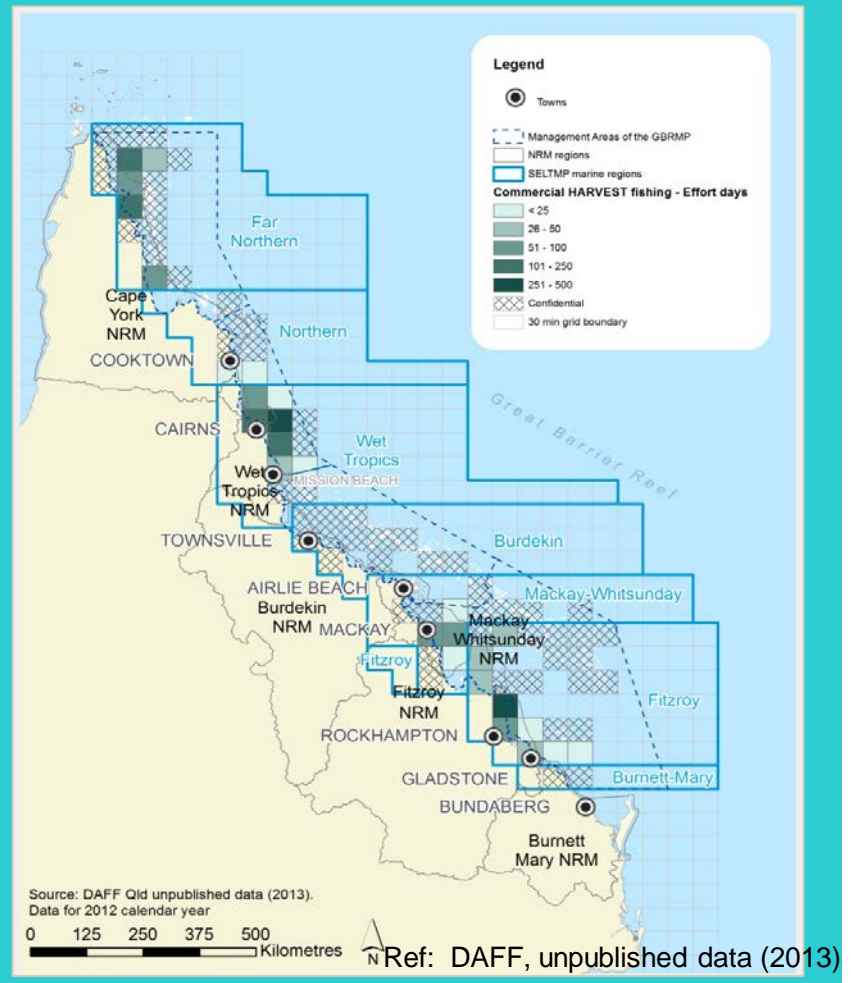 Legend
Towns
Management Areas of the GBRMP
NRM regions
SELTMP marine regions
Commercial HARVEST fishing - Effort days
< 25
26 - 50
51 - 100
101 - 250
251 - 500
Confidential
30 min grid boundary
Far
Northern
Cape
York
NRM
Northern
COOKTOWN
Great Barrier Reef
CAIRNS
Wet
Tropics
Wet
Tropics
NRM
MISSION BEACH
TOWNSVILLE
Burdekin
AIRLIE BEACH
Mackay-Whitsunday
Burdekin
NRM
MACKAY
Mackay
Whitsunday
NRM
Fitzroy
Fitzroy
NRM
Fitzroy
ROCKHAMPTON
GLADSTONE
Burnett-Mary
BUNDABERG
Burnett
Mary NRM
Source: DAFF Qld unpublished data (2013).
Data for 2012 calendar year
0 125 250 375 500
Kilometres
N
Ref: DAFF, unpublished data (2013)